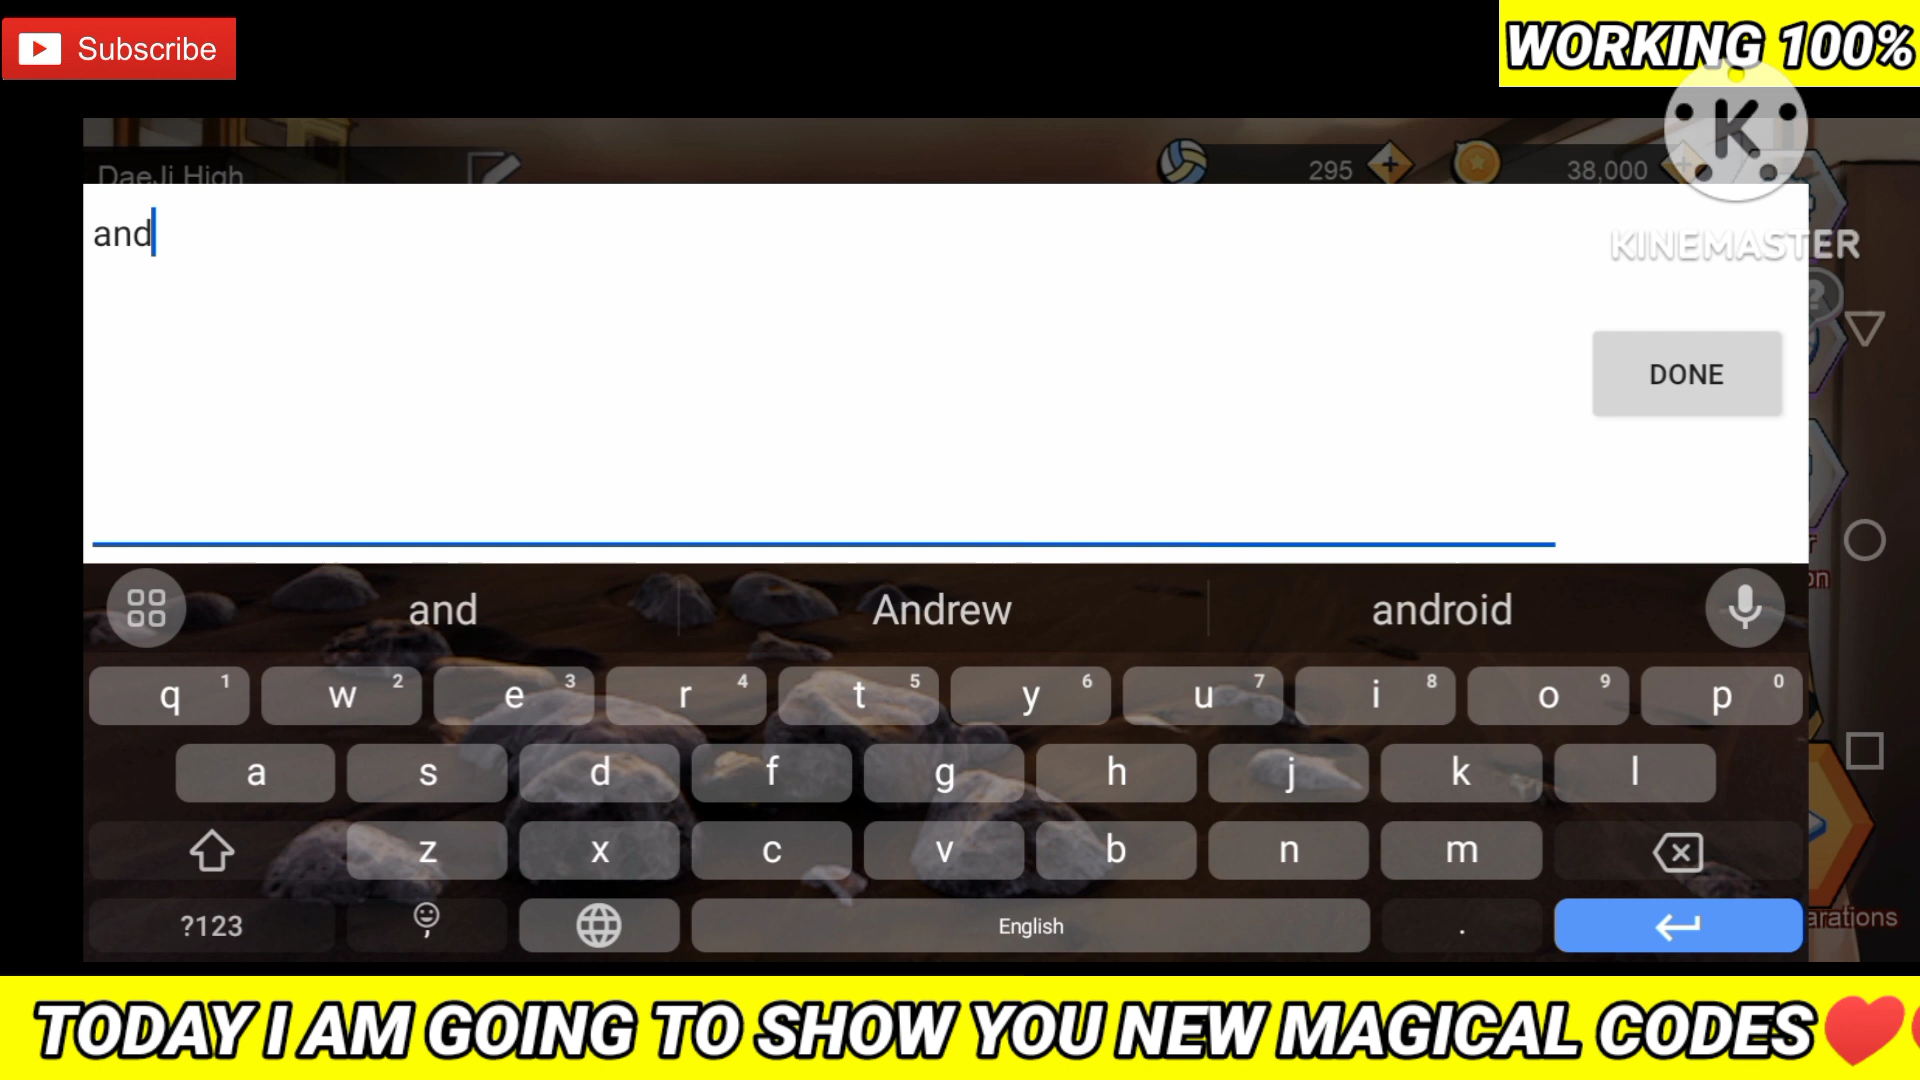 Subscribe
WORKING 100%
K
KINEMASTER
DaeJi High
295
38,000
and
DONE
and Andrew android
q 1 w 2 e 3 r 4 t 5 y 6 u 7 i 8 o 9 p 0
a s d f g h j k l
z x c v b n m
?123 English .
arations
TODAY I AM GOING TO SHOW YOU NEW MAGICAL CODES